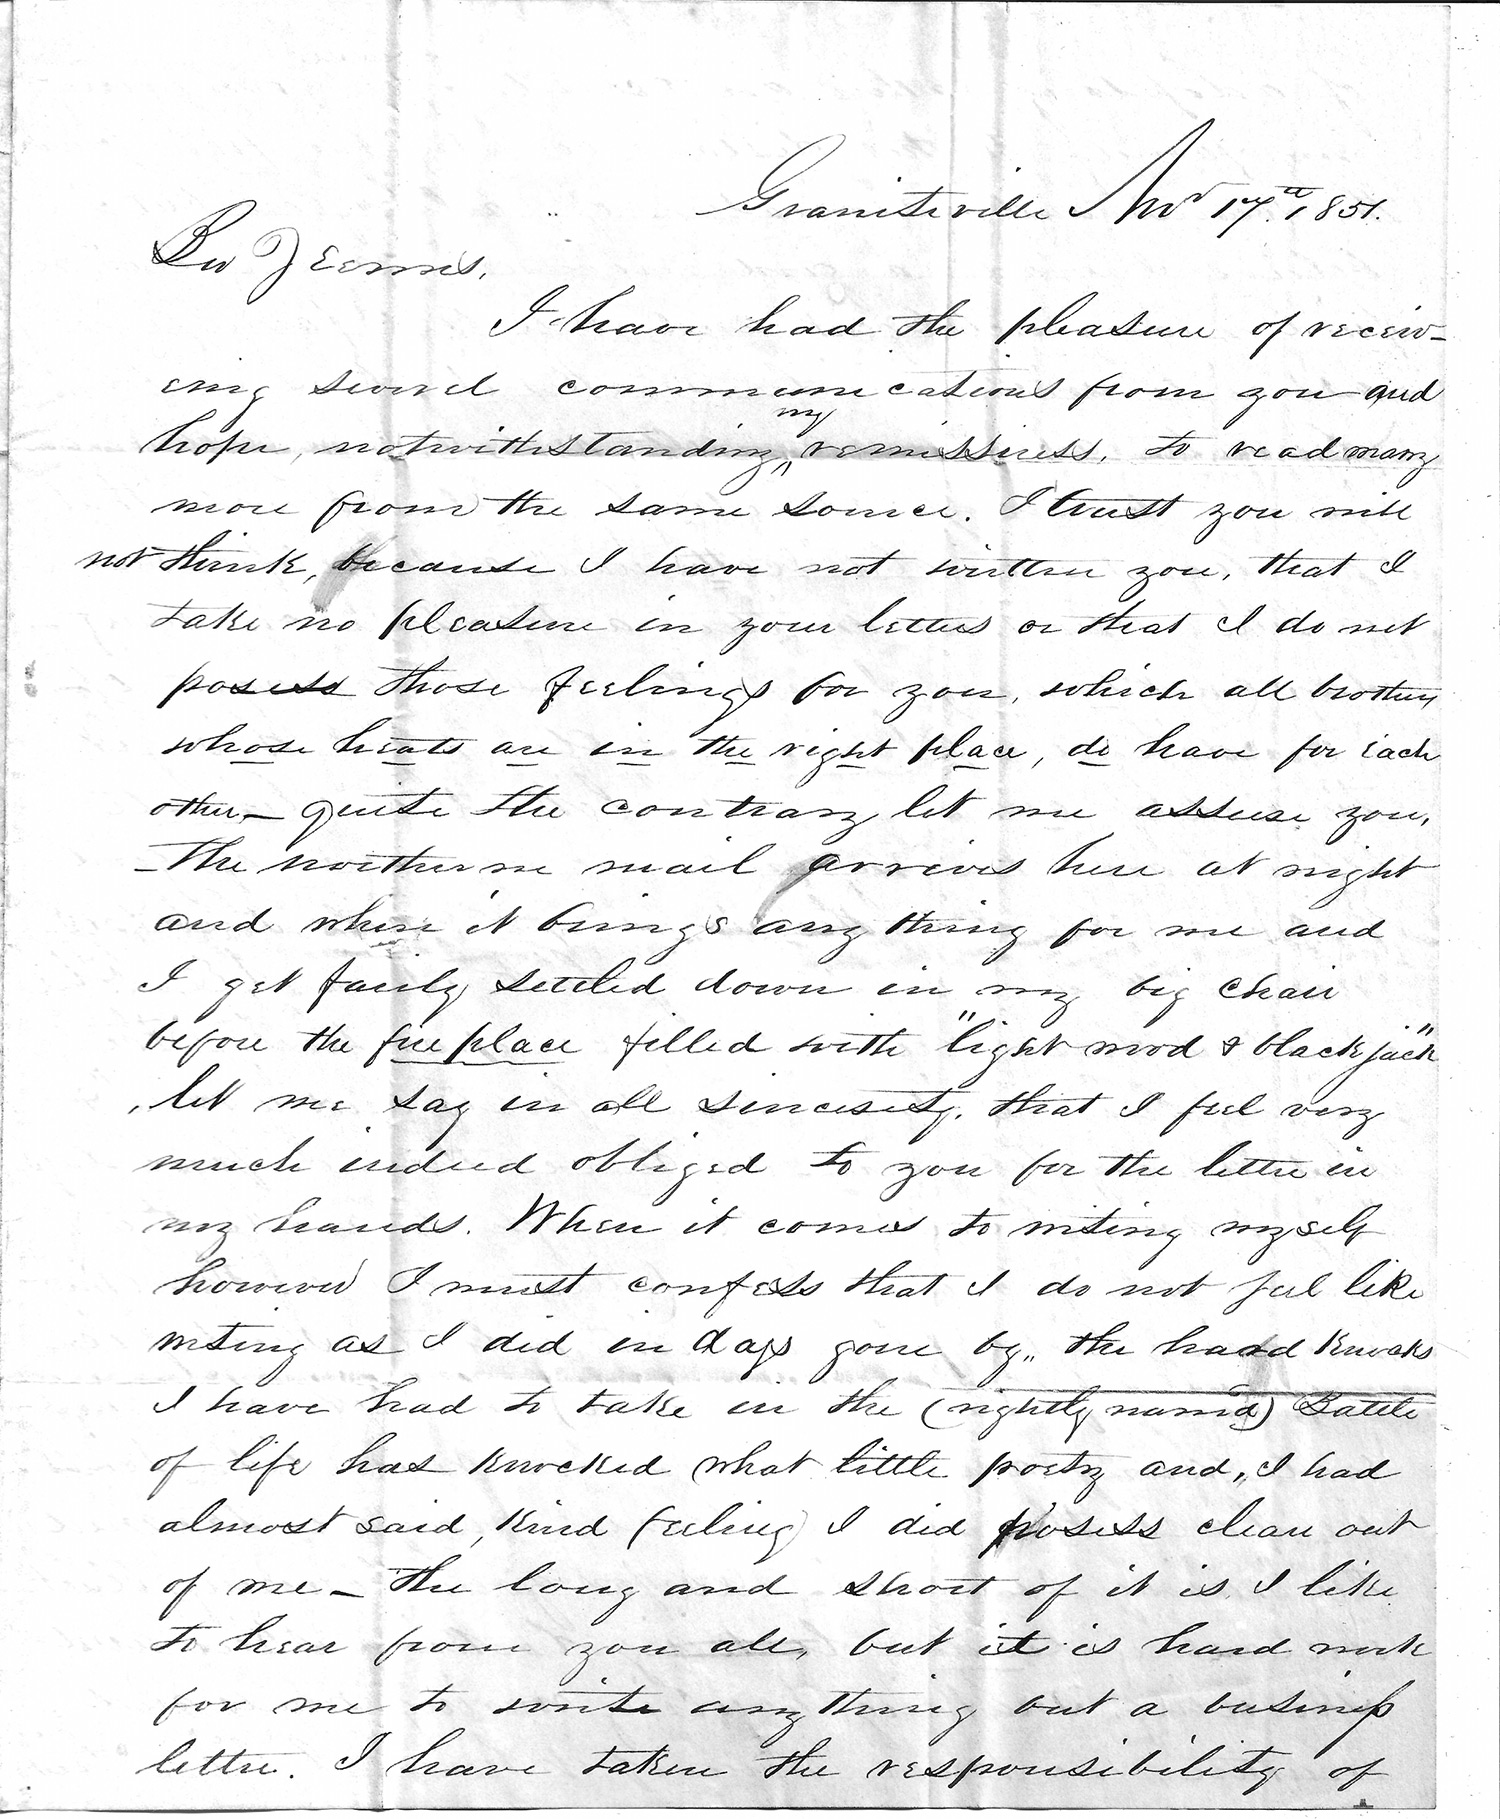 Graniteville Nov 17th 1851.
Bro
I have had the pleasure of receiv-
ing several communications from you and
hope, notwithstanding my remissness, to read many
more from the same source. I trust you will
not think, because I have not written you, that I
take no pleasure in your letters or that I do not
posess those feelings for you, which all brothers
whose hearts are in the right place, do have for each
other,— quite the contrary let me assure you,
—The northerne mail arrives here at night
and when it brings any thing for me and
I get fairly settled down in my big chair
before the fire place filled with "light wood & black jack"
, let me say in all sincerety, that I feel very
much indeed obliged to you for the letter in
my hands. When it comes to writing myself
however I must confess that I do not feel like
writing as I did in days gone by,, the hard knocks
I have had to take in the (rightly named) Battle
of life has knocked what little poetry and, I had
almost said, kind feeling I did posess clean out
of me — The long and short of it is I like
to hear from you all, but it is hard work
for me to write any thing but a business
letter. I have taken the responsibility of